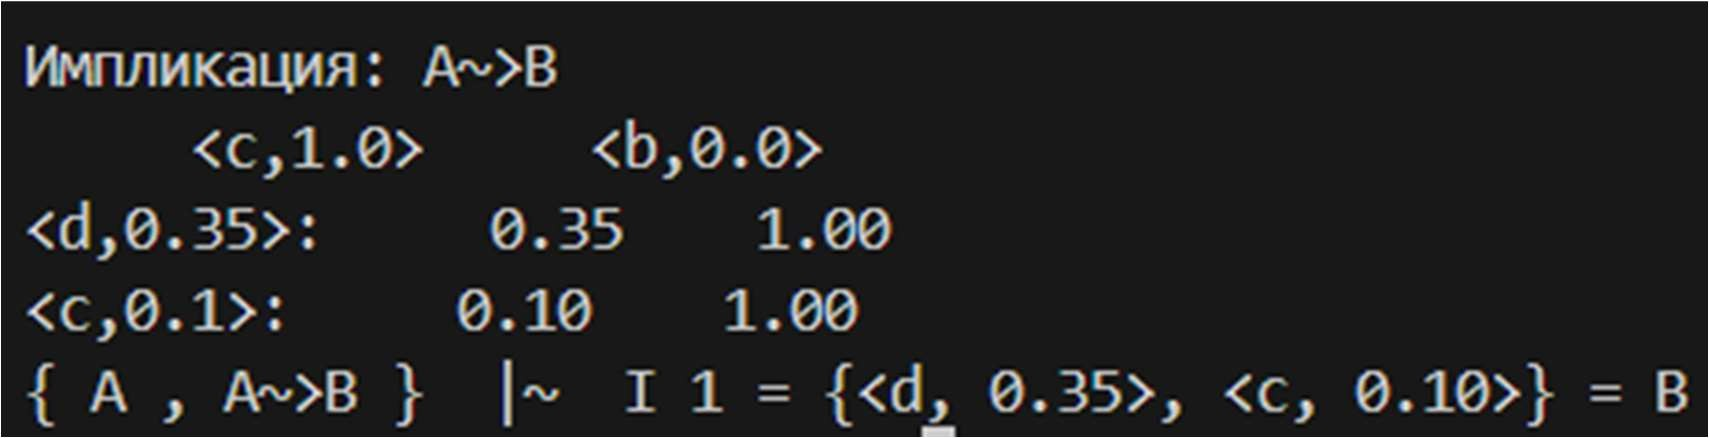 Импликация: A~>B
<c,1.0> <b,0.0>
<d,0.35>: 0.35 1.00
<c,0.1>: 0.10 1.00
{ A , A~>B } |~ I 1 = {<d, 0.35>, <c, 0.10>} = B